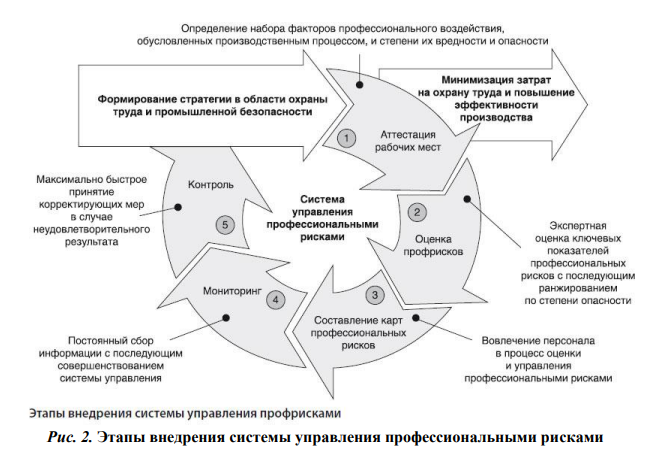 Определение набора факторов профессионального воздействия,
обусловленных производственным процессом, и степени их вредности и опасности
Формирование стратегии в области охраны
труда и промышленной безопасности
Минимизация затрат
на охрану труда и повышение
эффективности
производства
1
Аттестация
рабочих мест
Максимально быстрое
принятие
корректирующих мер
в случае
неудовлетворительного
результата
Контроль
5
Система
управления
профессиональными
рисками
2
Оценка
профрисков
Экспертная
оценка ключевых
показателей
профессиональных
рисков с последующим
ранжированием
по степени опасности
Мониторинг
4
3
Составление карт
профессиональных
рисков
Постоянный сбор
информации с последующим
совершенствованием
системы управления
Вовлечение персонала
в процесс оценки
и управления
профессиональными рисками
Этапы внедрения системы управления профрисками
Рис. 2. Этапы внедрения системы управления профессиональными рисками